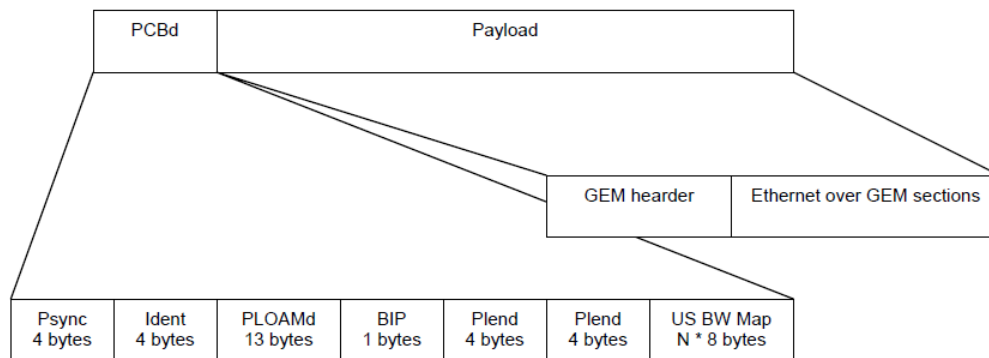 PCBd
Payload
GEM hearder
Ethernet over GEM sections
Psync
4 bytes
Ident
4 bytes
PLOAMd
13 bytes
BIP
1 bytes
Plend
4 bytes
Plend
4 bytes
US BW Map
N * 8 bytes